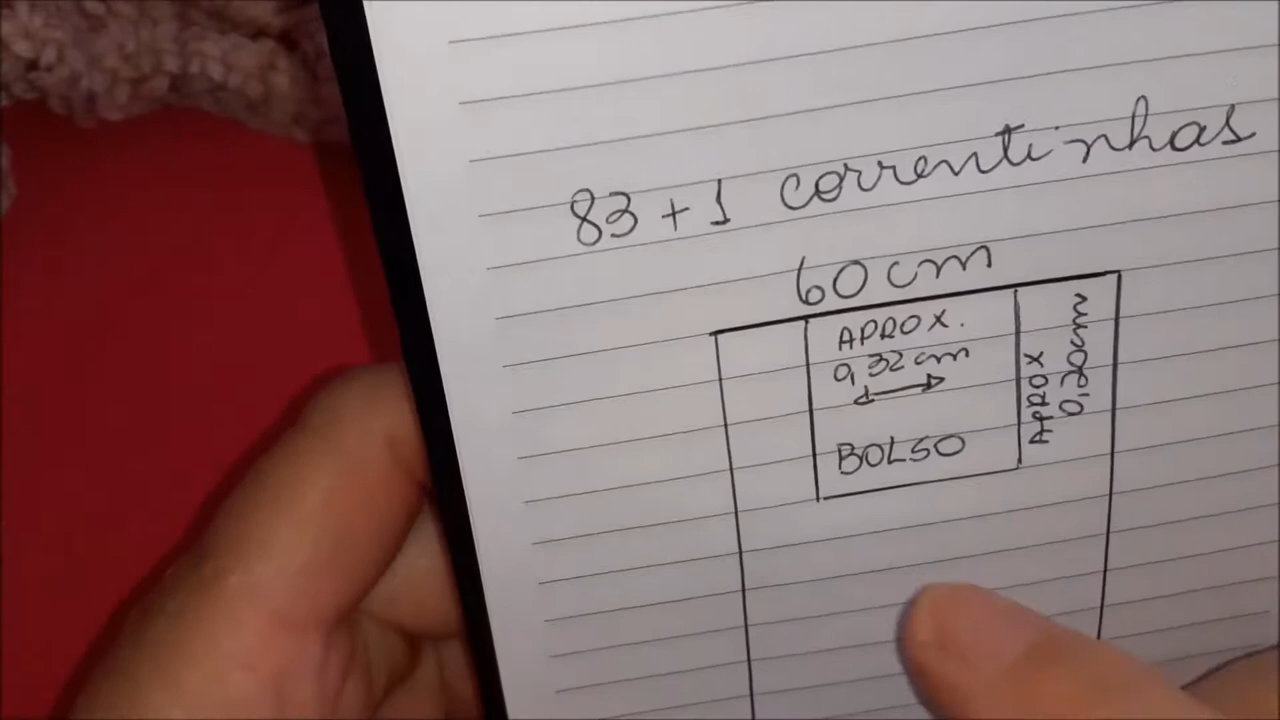 83 + 1 correntinhas
60 cm
APROX.
0,32 cm
BOLSO
APROX
0,20cm